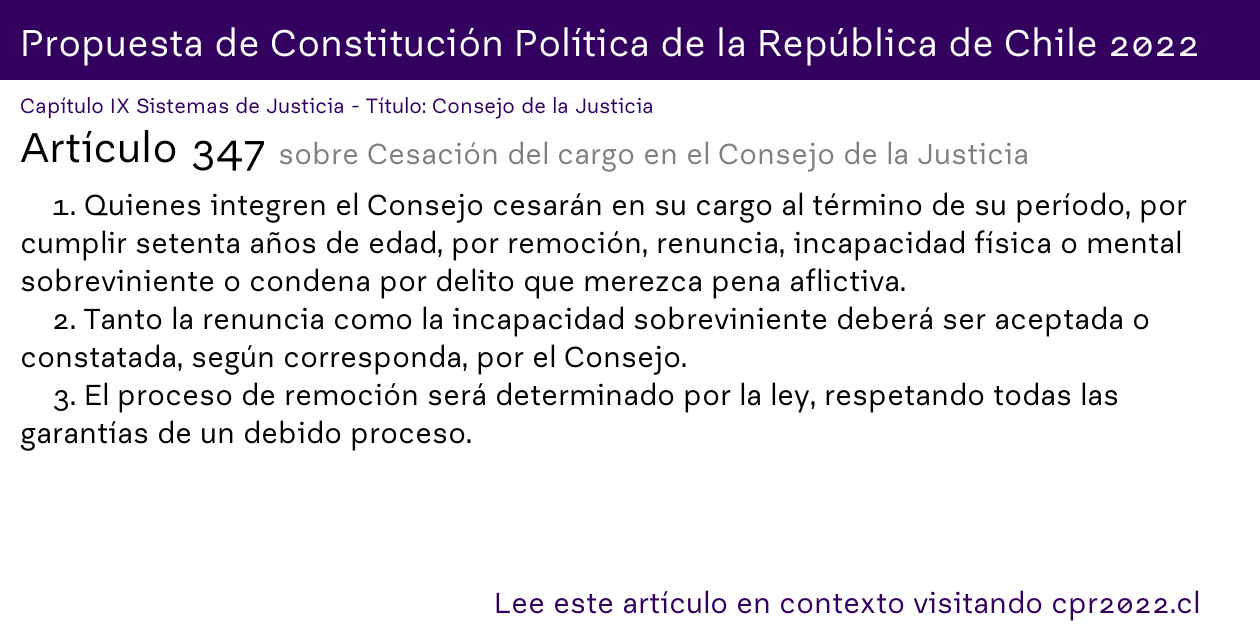 Propuesta de Constitución Política de la República de Chile 2022
Capítulo IX Sistemas de Justicia - Título: Consejo de la Justicia
Artículo 347 sobre Cesación del cargo en el Consejo de la Justicia
1. Quienes integren el Consejo cesarán en su cargo al término de su período, por
cumplir setenta años de edad, por remoción, renuncia, incapacidad física o mental
sobreviniente o condena por delito que merezca pena aflictiva.
2. Tanto la renuncia como la incapacidad sobreviniente deberá ser aceptada o
constatada, según corresponda, por el Consejo.
3. El proceso de remoción será determinado por la ley, respetando todas las
garantías de un debido proceso.
Lee este artículo en contexto visitando cpr2022.cl